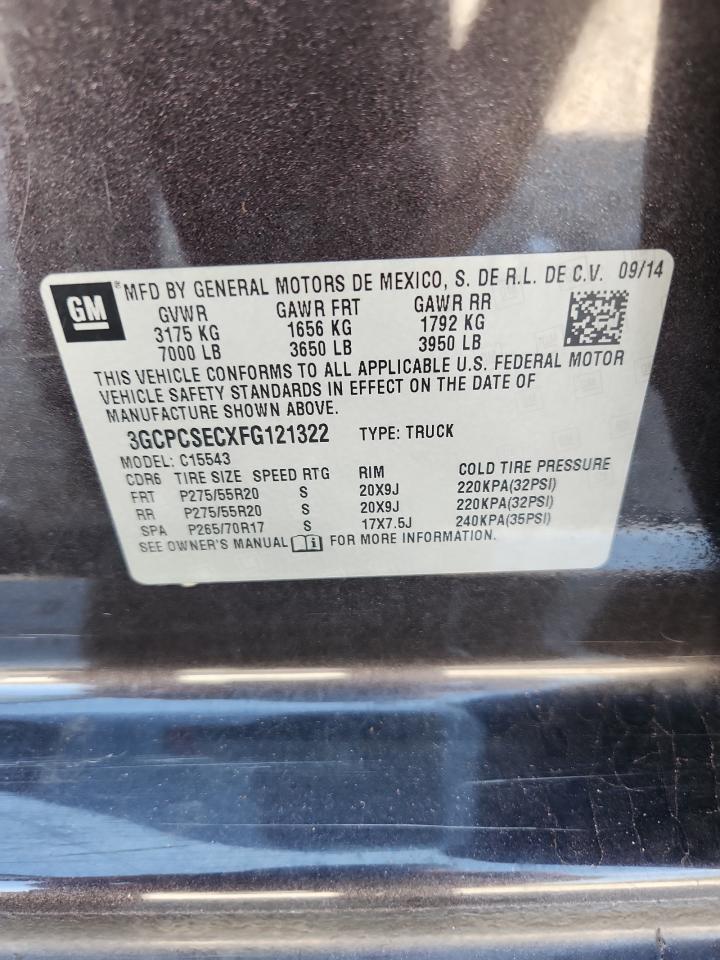 GM ® MFD BY GENERAL MOTORS DE MEXICO, S. DE R.L. DE C.V. 09/14
GVWR GAWR FRT GAWR RR
3175 KG 1656 KG 1792 KG
7000 LB 3650 LB 3950 LB
THIS VEHICLE CONFORMS TO ALL APPLICABLE U.S. FEDERAL MOTOR
VEHICLE SAFETY STANDARDS IN EFFECT ON THE DATE OF
MANUFACTURE SHOWN ABOVE.
3GCPCSECXFG121322 TYPE: TRUCK
MODEL: C15543
CDR6 TIRE SIZE SPEED RTG RIM COLD TIRE PRESSURE
FRT P275/55R20 S 20X9J 220KPA(32PSI)
RR P275/55R20 S 20X9J 220KPA(32PSI)
SPA P265/70R17 S 17X7.5J 240KPA(35PSI)
SEE OWNER'S MANUAL FOR MORE INFORMATION.